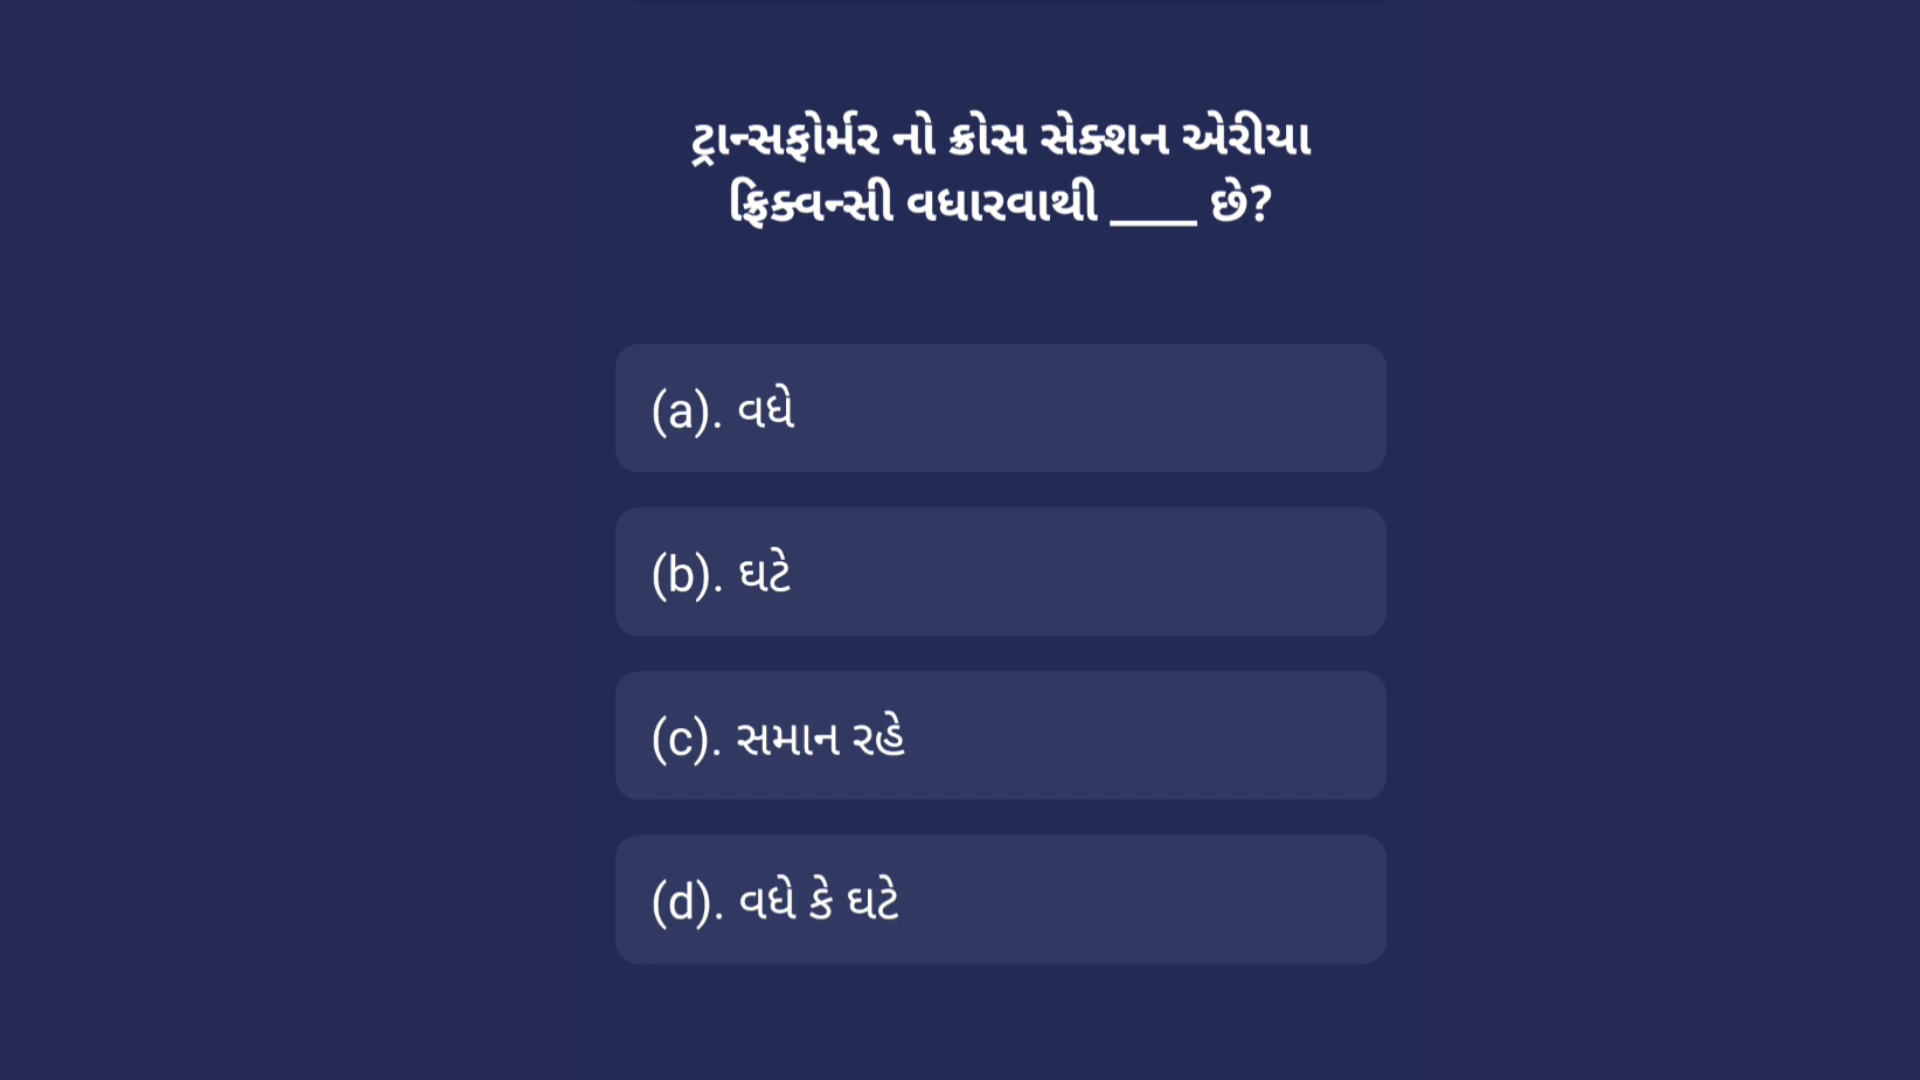 ટ્રાન્સફોર્મર નો ક્રોસ સેક્શન એરીયા
ફ્રિક્વન્સી વધારવાથી ____ છે?
(a). વધે
(b). ઘટે
(c). સમાન રહે
(d). વધે કે ઘટે